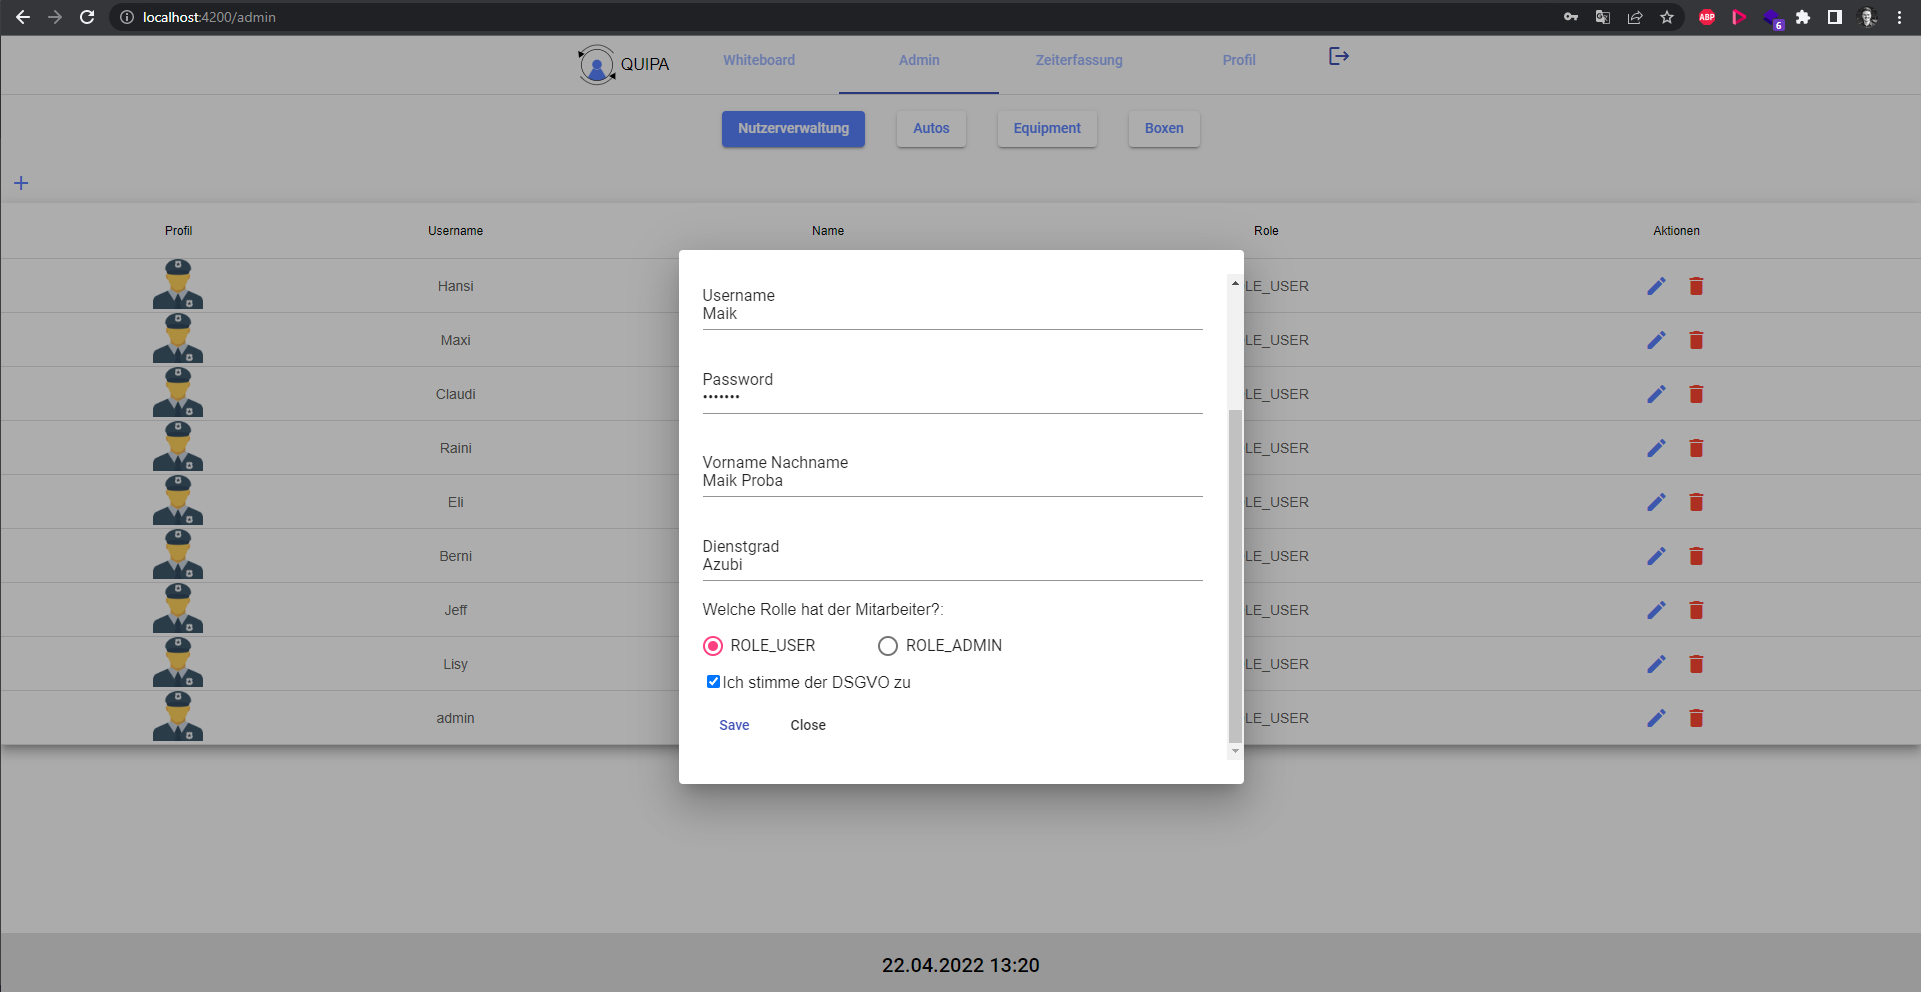 localhost:4200/admin
ABP
6
QUIPA
Whiteboard
Admin
Zeiterfassung
Profil
Nutzerverwaltung
Autos
Equipment
Boxen
Profil
Username
Name
Role
Aktionen
Hansi
LE_USER
Maxi
LE_USER
Claudi
LE_USER
Raini
LE_USER
Eli
LE_USER
Berni
LE_USER
Jeff
LE_USER
Lisy
LE_USER
admin
LE_USER
Username
Maik
Password
•••••••
Vorname Nachname
Maik Proba
Dienstgrad
Azubi
Welche Rolle hat der Mitarbeiter?:
ROLE_USER
ROLE_ADMIN
Ich stimme der DSGVO zu
Save
Close
22.04.2022 13:20